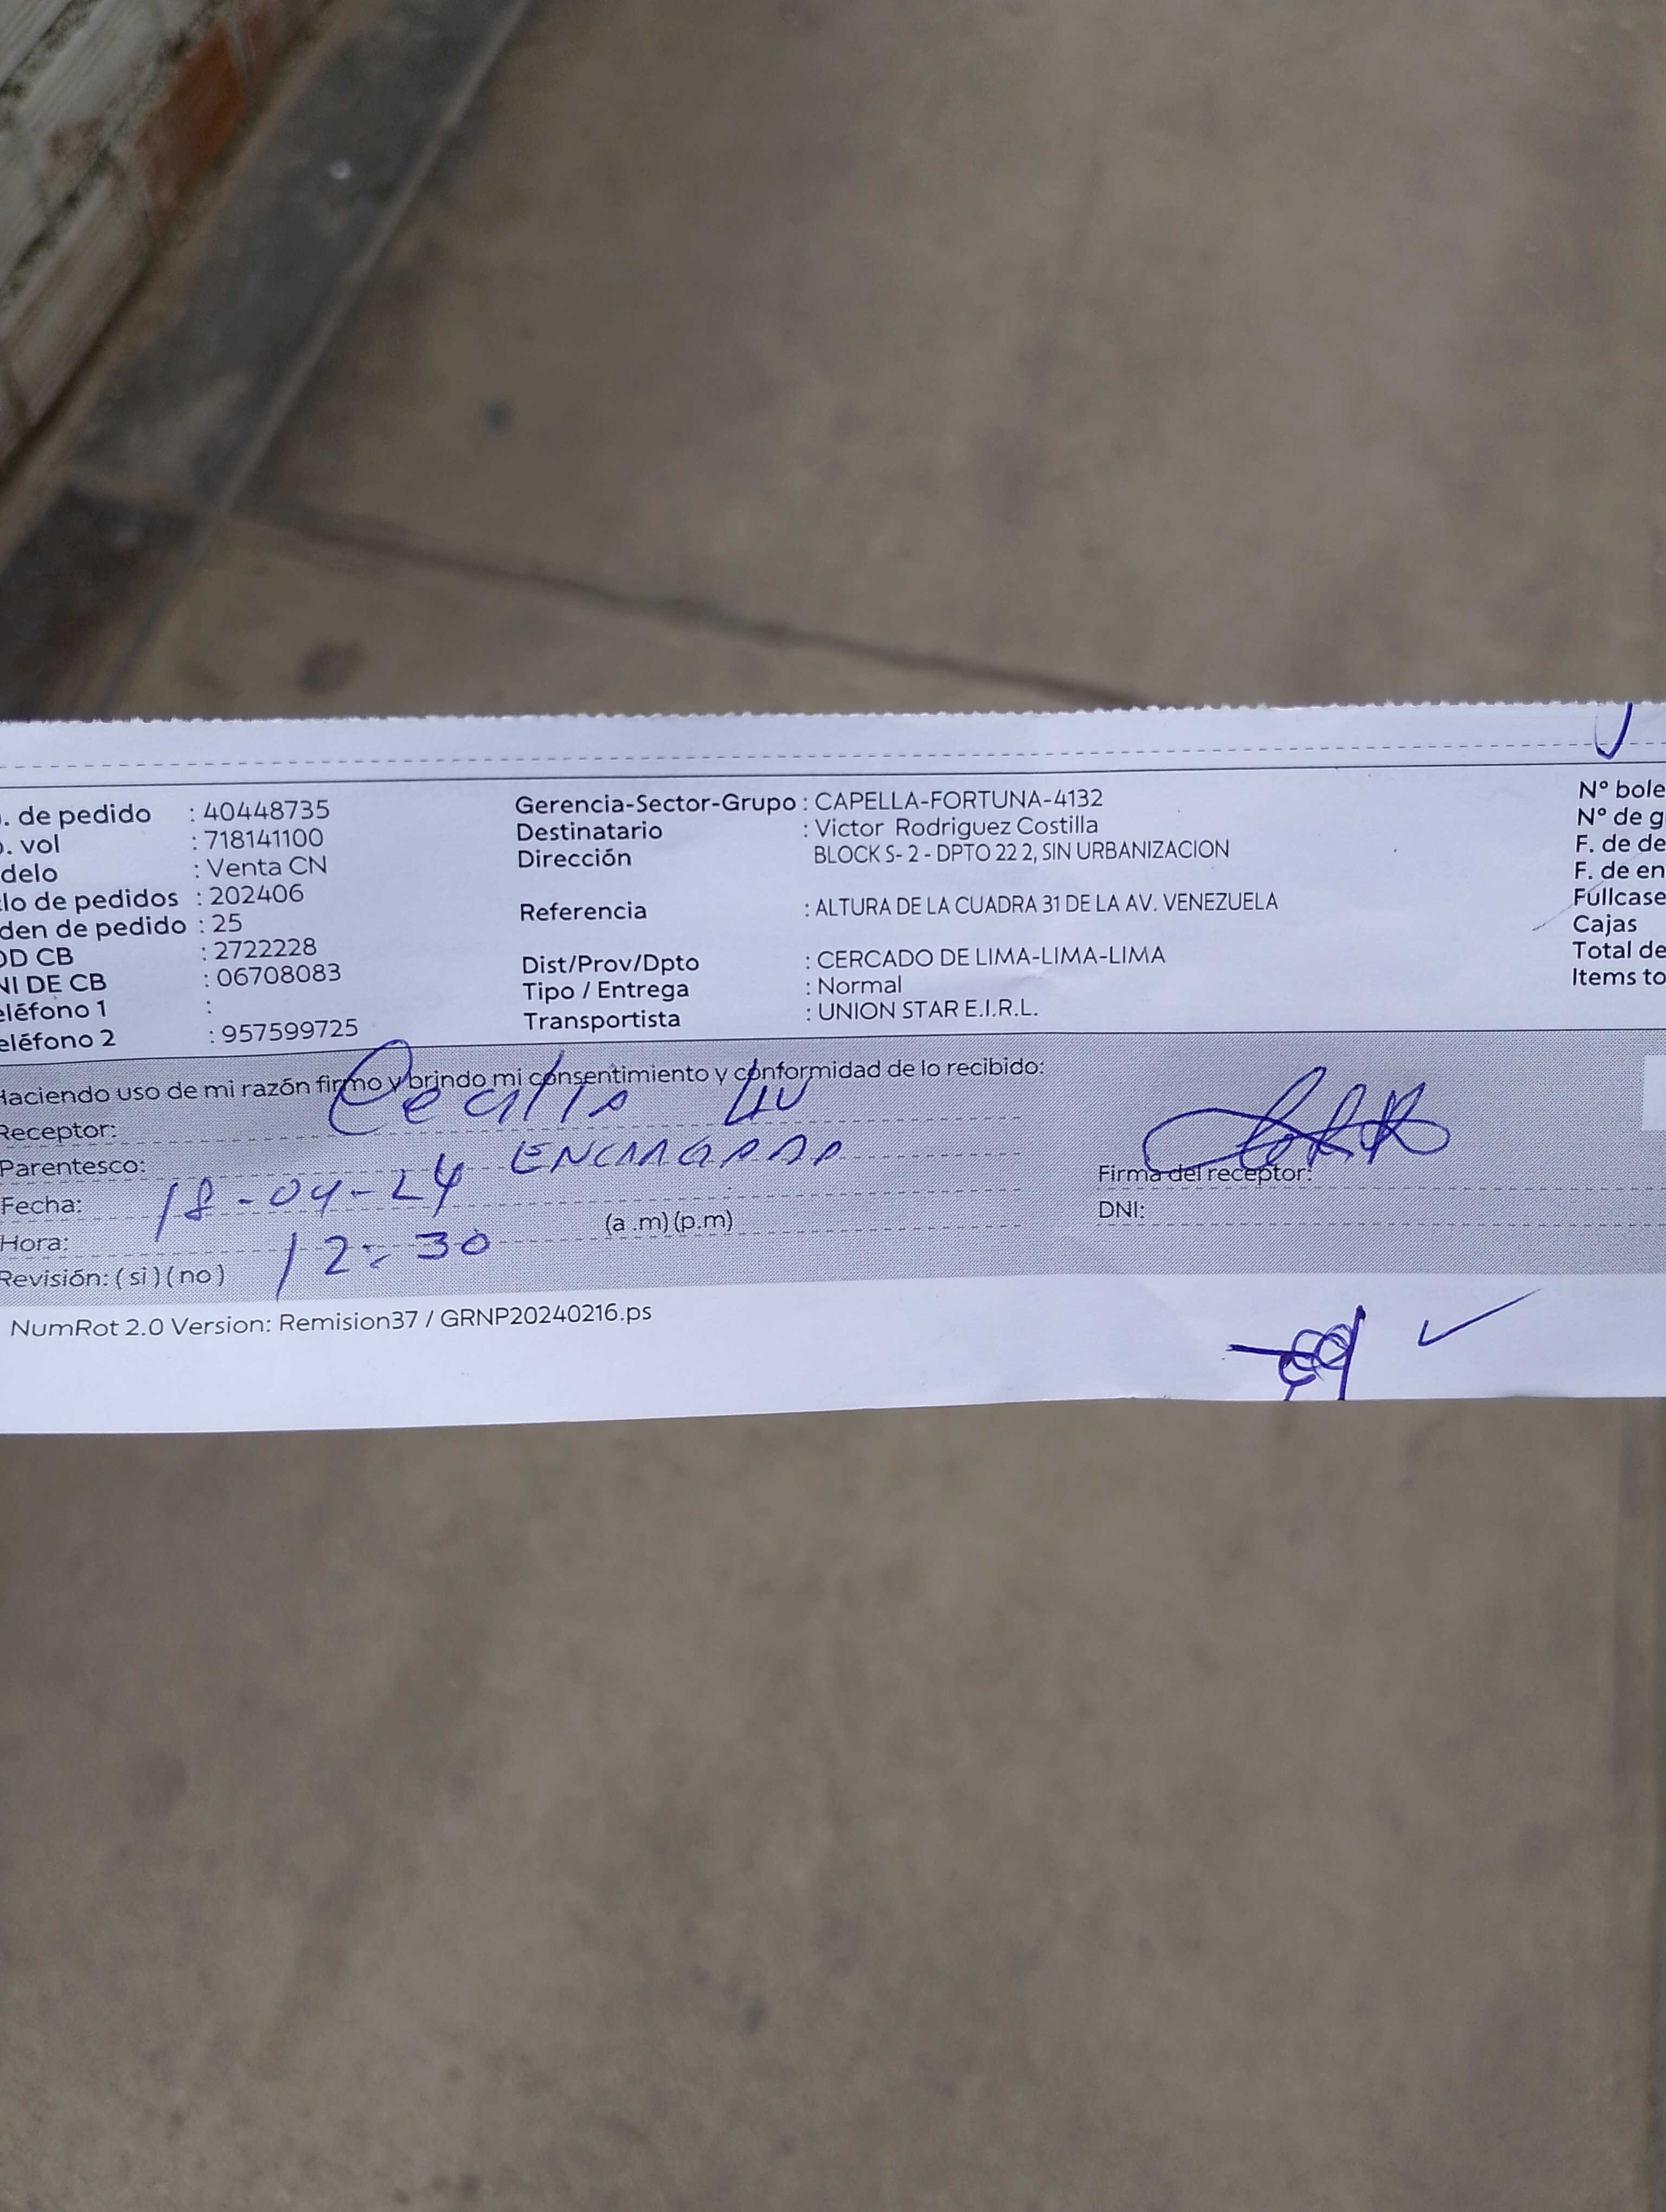 . de pedido : 40448735
. vol : 718141100
delo : Venta CN
lo de pedidos : 202406
den de pedido : 25
OD CB : 2722228
NI DE CB : 06708083
eléfono 1 :
eléfono 2 : 957599725
Gerencia-Sector-Grupo : CAPELLA-FORTUNA-4132
Destinatario : Victor Rodriguez Costilla
Dirección BLOCK S- 2 - DPTO 22 2, SIN URBANIZACION
Referencia : ALTURA DE LA CUADRA 31 DE LA AV. VENEZUELA
Dist/Prov/Dpto : CERCADO DE LIMA-LIMA-LIMA
Tipo / Entrega : Normal
Transportista : UNION STAR E.I.R.L.
Nº bole
Nº de g
F. de de
F. de en
Fullcase
Cajas
Total de
Items to
Haciendo uso de mi razón firmo y brindo mi consentimiento y conformidad de lo recibido:
Receptor: Cecilio
Parentesco: ENCARGADO
Fecha: 18-04-24
Hora: 12:30 (a .m) (p.m)
Revisión: ( si ) ( no )
Firma del receptor:
DNI:
NumRot 2.0 Version: Remision37 / GRNP20240216.ps